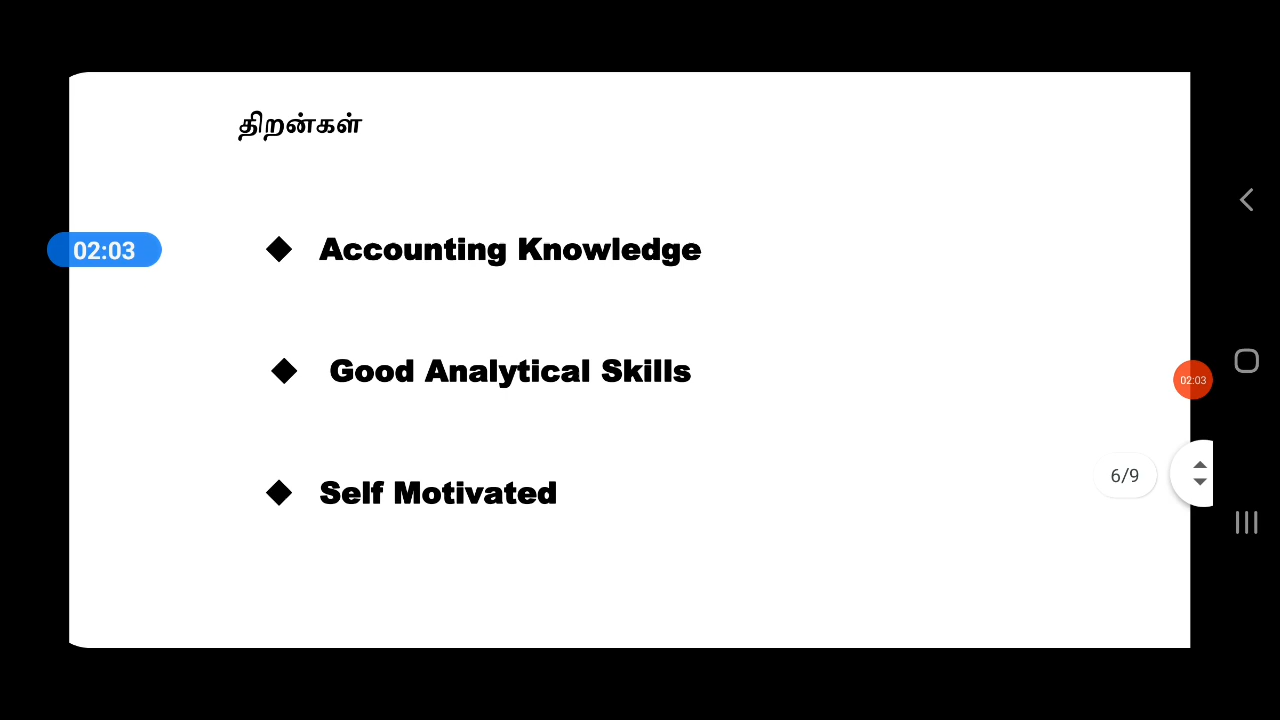 திறன்கள்
◆ Accounting Knowledge
02:03
◆ Good Analytical Skills
02:03
6/9
◆ Self Motivated